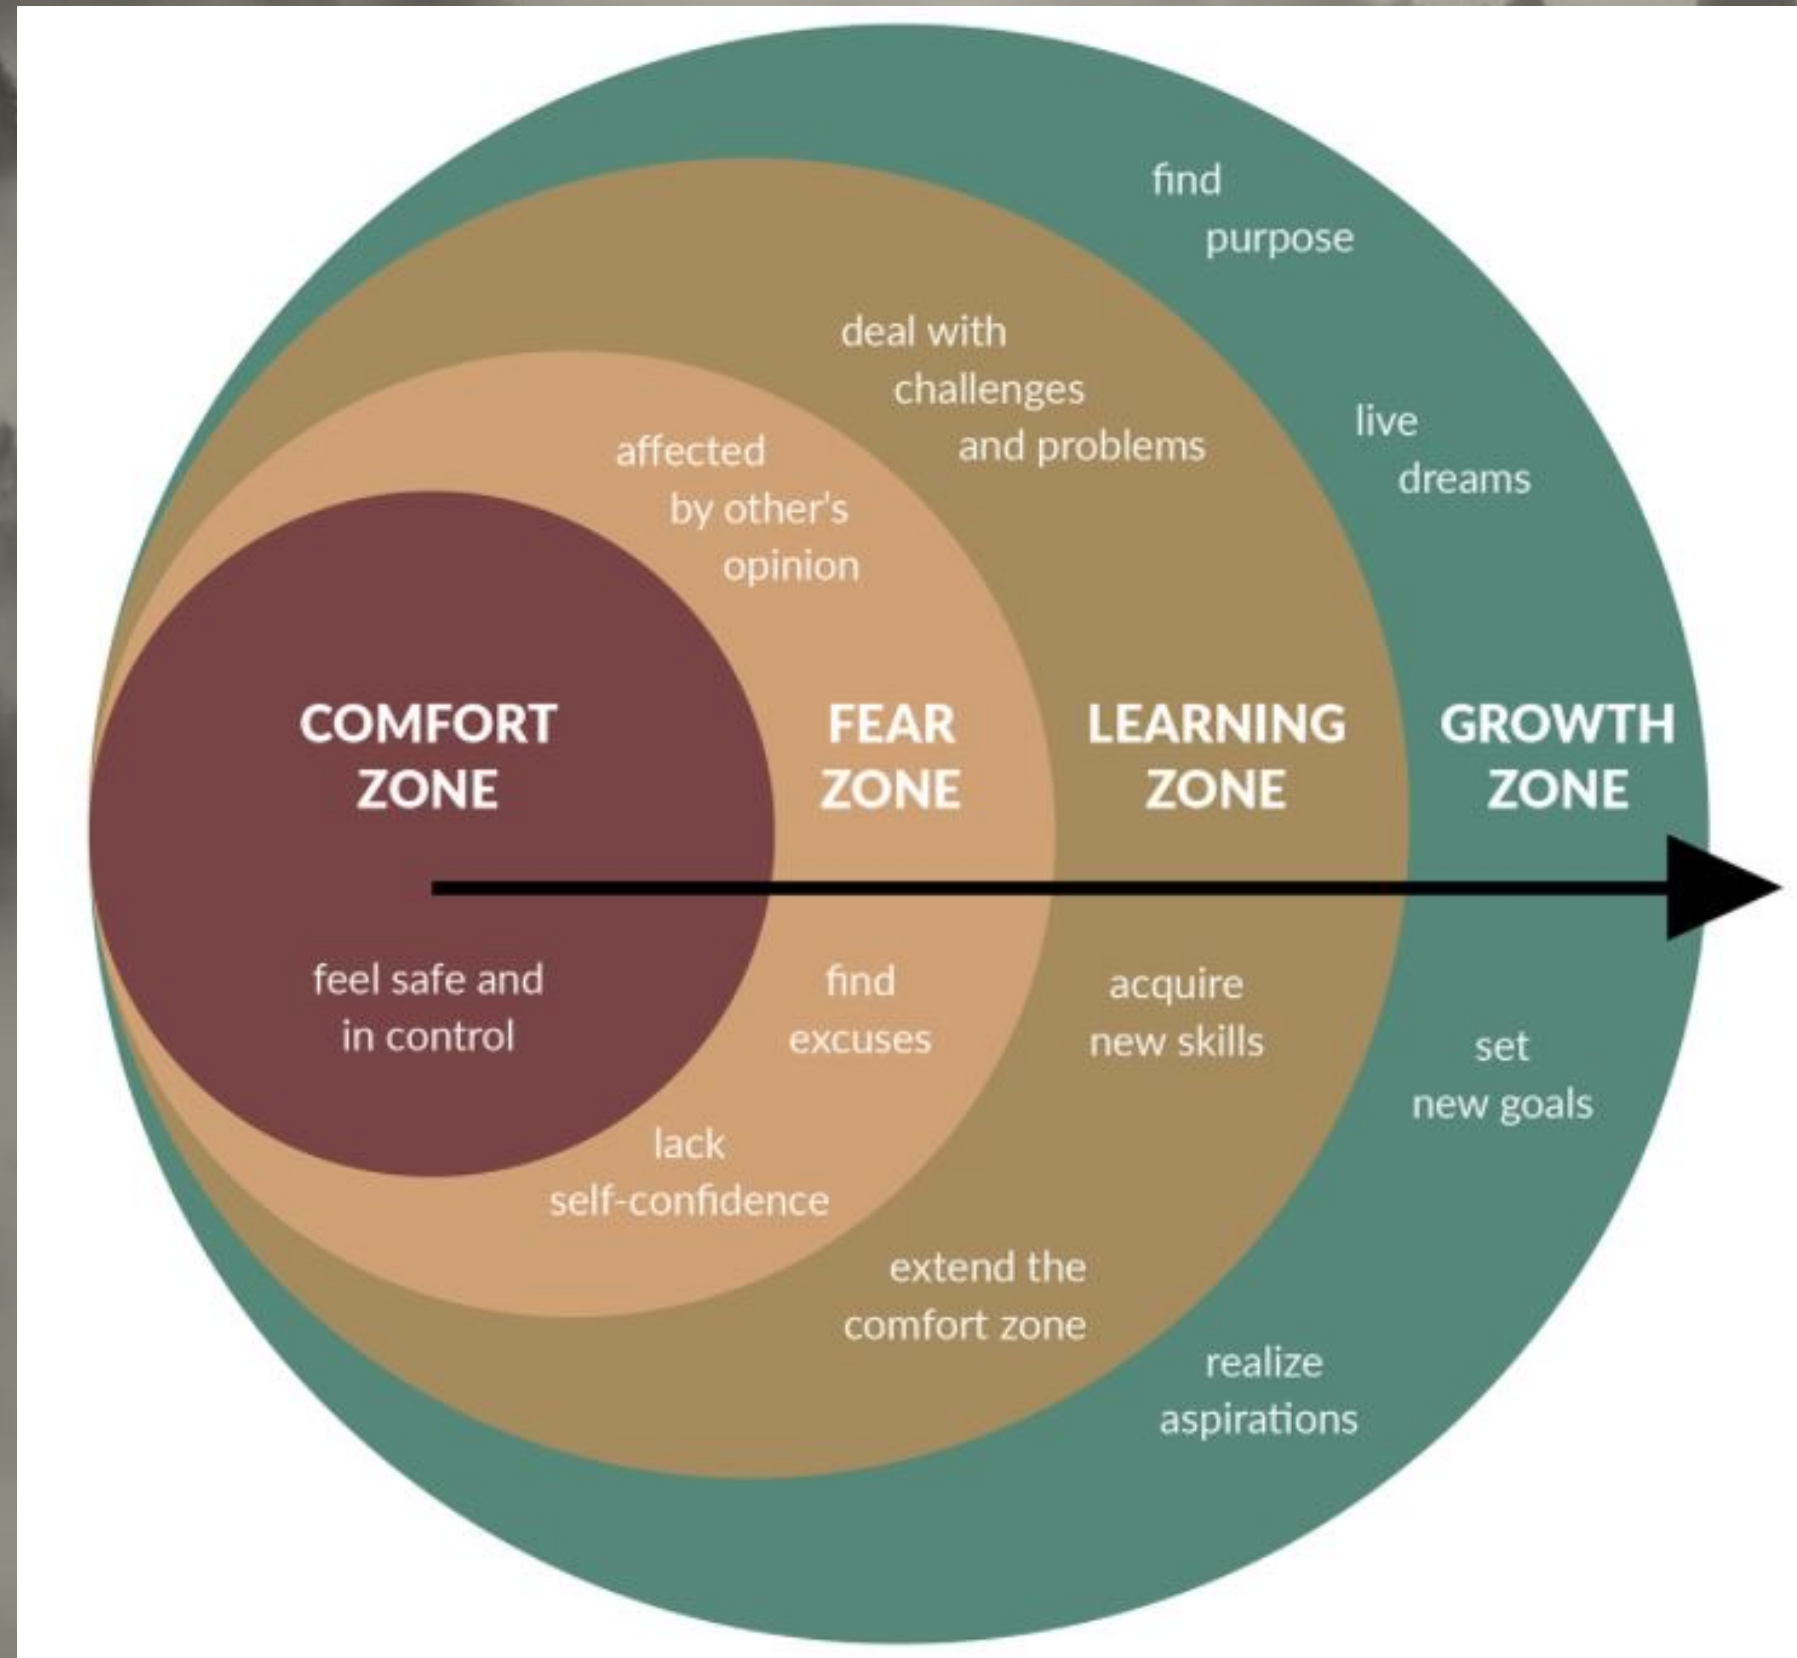 find
purpose
deal with
challenges
and problems
live
dreams
affected
by other's
opinion
COMFORT
ZONE
FEAR
ZONE
LEARNING
ZONE
GROWTH
ZONE
feel safe and
in control
find
excuses
acquire
new skills
set
new goals
lack
self-confidence
extend the
comfort zone
realize
aspirations